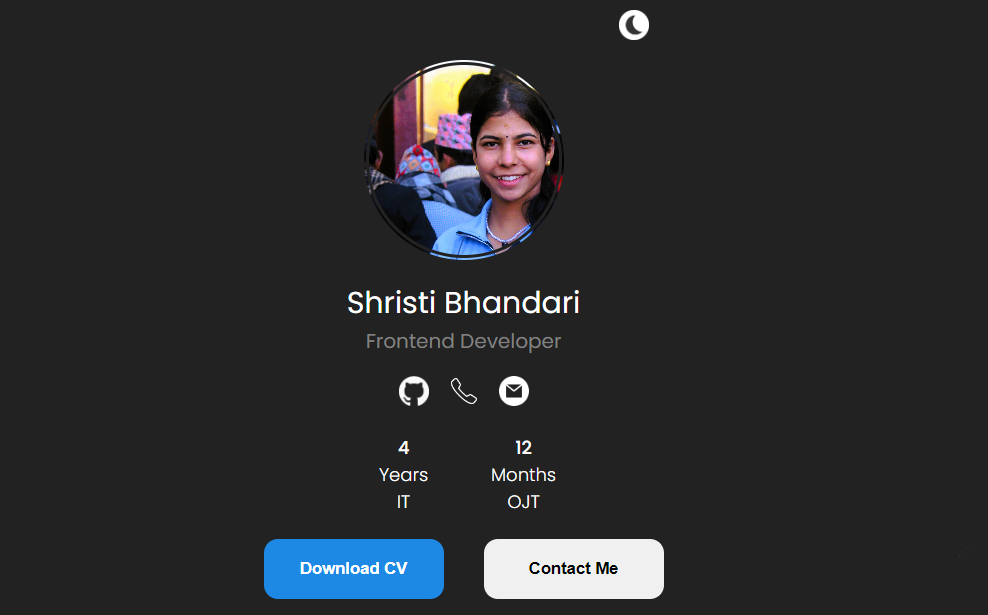 Shristi Bhandari
Frontend Developer
4
Years
IT
12
Months
OJT
Download CV
Contact Me